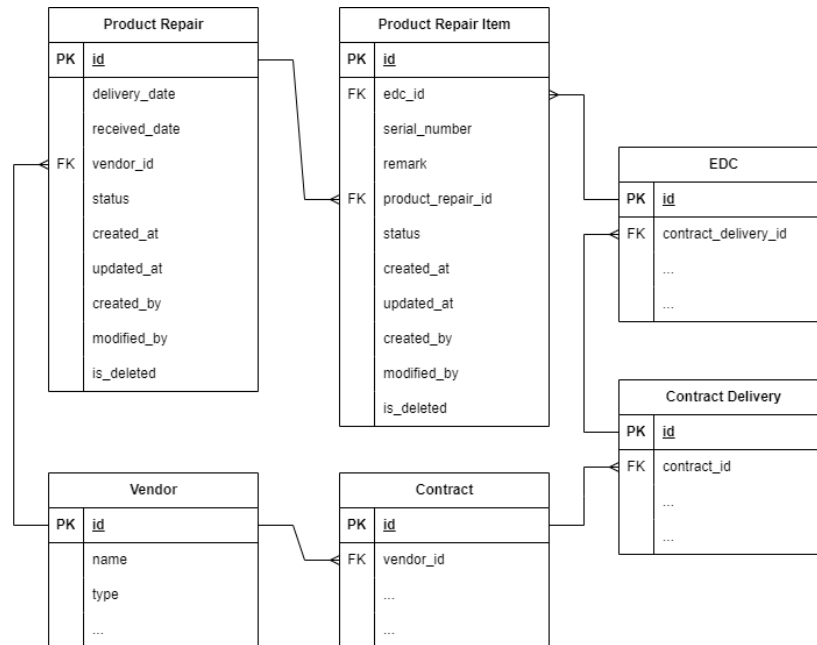 Product Repair
PK id
delivery_date
received_date
FK vendor_id
status
created_at
updated_at
created_by
modified_by
is_deleted
Product Repair Item
PK id
FK edc_id
serial_number
remark
FK product_repair_id
status
created_at
updated_at
created_by
modified_by
is_deleted
EDC
PK id
FK contract_delivery_id
...
...
Contract Delivery
PK id
FK contract_id
...
...
Vendor
PK id
name
type
...
Contract
PK id
FK vendor_id
...
...